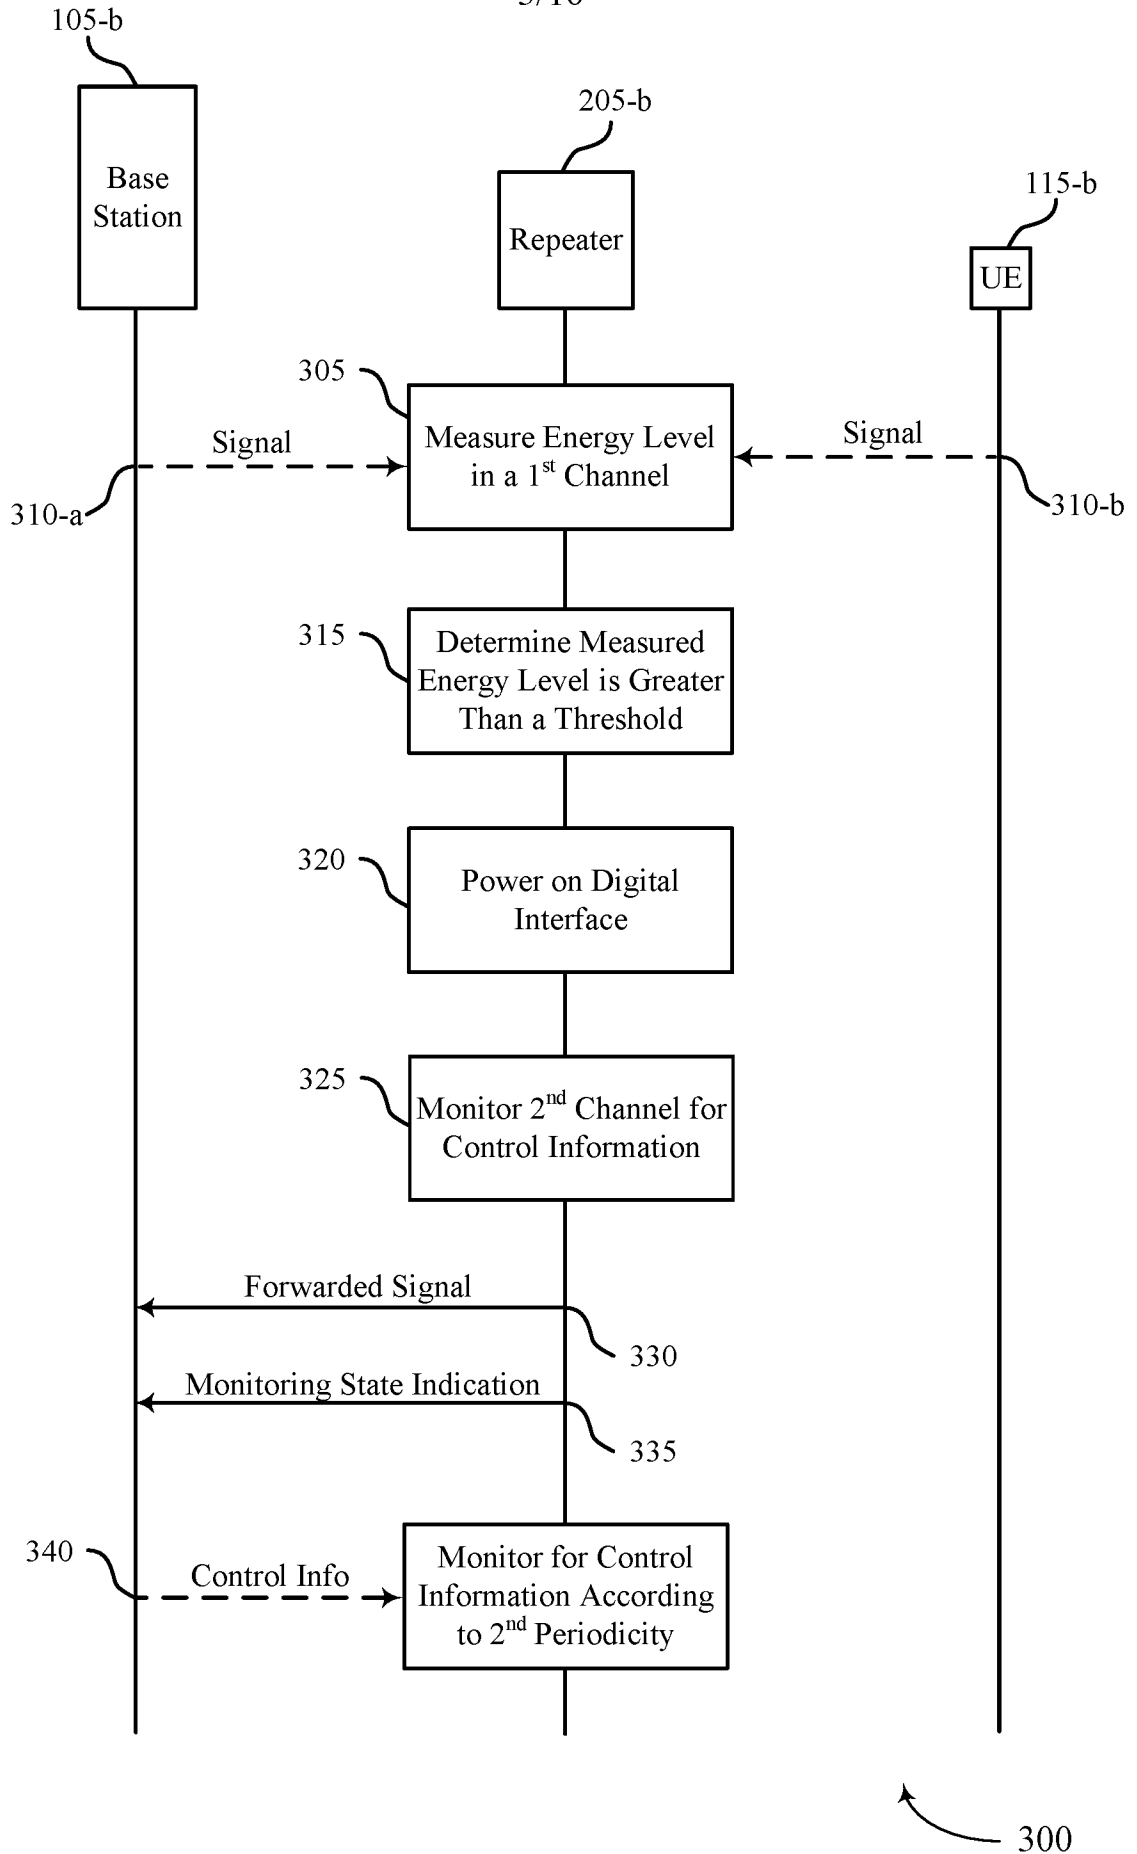 105-b
205-b
Base
Station
115-b
Repeater
UE
305
Measure Energy Level
in a 1st Channel
Signal
Signal
310-a
310-b
315
Determine Measured
Energy Level is Greater
Than a Threshold
320
Power on Digital
Interface
325
Monitor 2nd Channel for
Control Information
Forwarded Signal
330
Monitoring State Indication
335
340
Control Info
Monitor for Control
Information According
to 2nd Periodicity
300